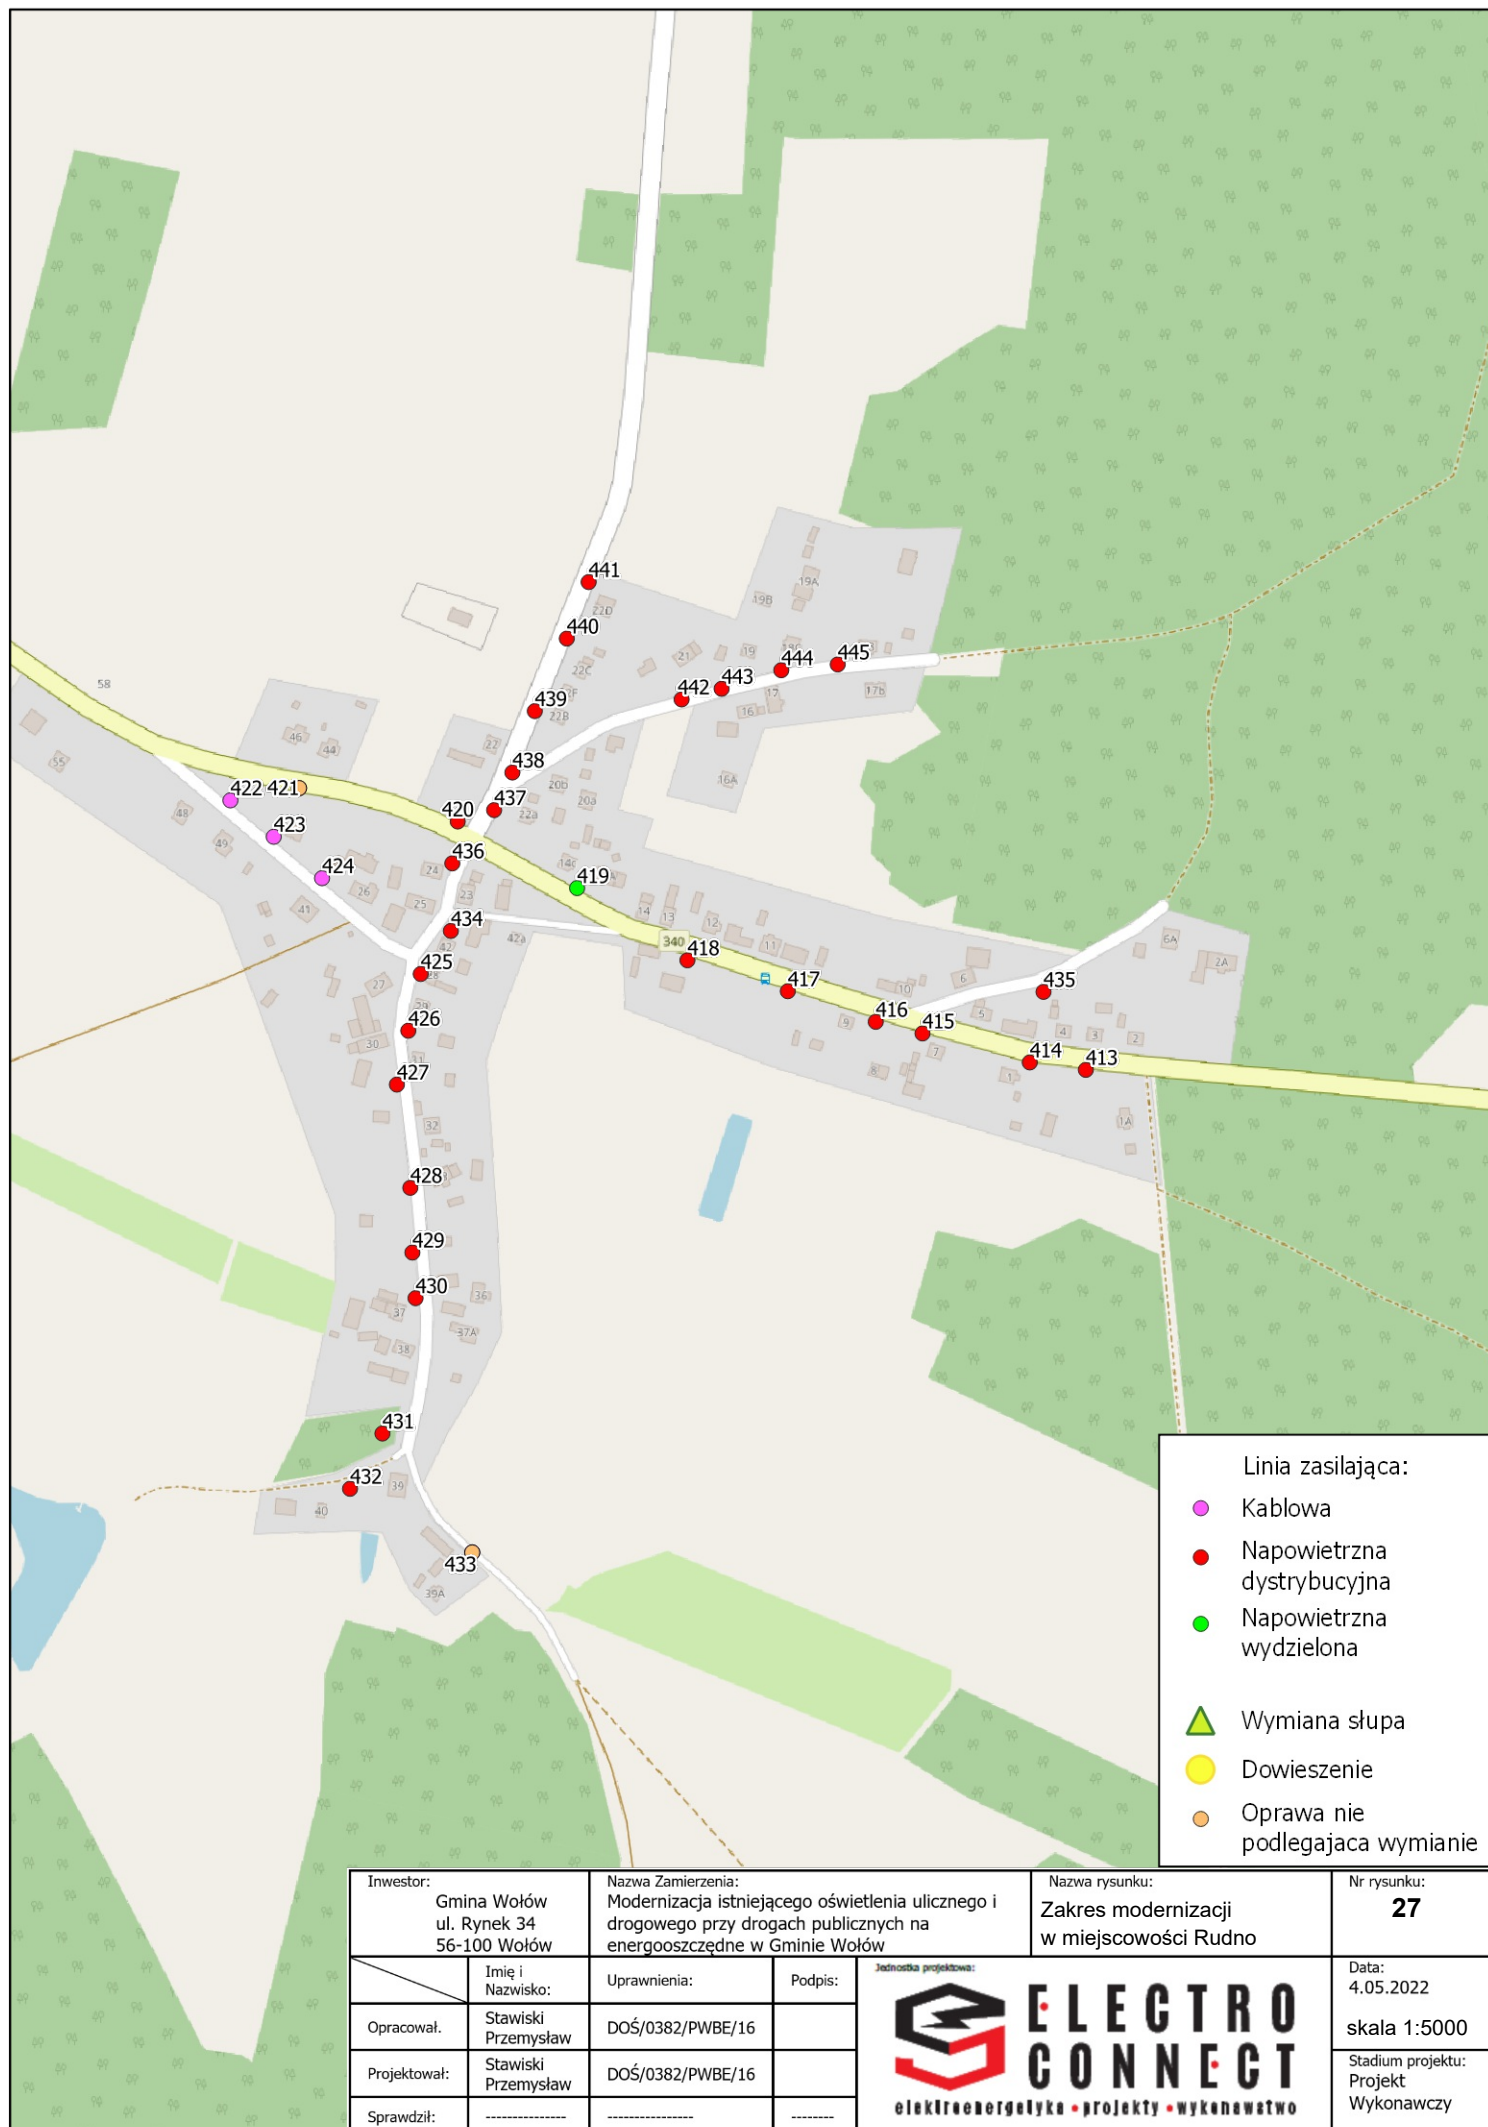 441
22D
19A
19B
440
22C
21
19
444
445
443
442
17
17b
16
439
22B
58
46
44
22
55
438
20b
16A
20a
422 421
437
22a
420
48
423
49
436
14c
24
424
26
23
419
41
25
14
13
12
434
42
42a
340
11
418
6A
2A
425
28
27
417
6
10
435
29
426
5
416
9
415
4
3
2
30
31
7
414
413
427
8
1
32
1A
428
429
430
36
37
37A
38
431
432
39
40
433
39A
Linia zasilająca:
Kablowa
Napowietrzna
dystrybucyjna
Napowietrzna
wydzielona
Wymiana słupa
Dowieszenie
Oprawa nie
podlegajaca wymianie
Inwestor:
Gmina Wołów
ul. Rynek 34
56-100 Wołów
Nazwa Zamierzenia:
Modernizacja istniejącego oświetlenia ulicznego i
drogowego przy drogach publicznych na
energooszczędne w Gminie Wołów
Nazwa rysunku:
Zakres modernizacji
w miejscowości Rudno
Nr rysunku:
27
Imię i
Nazwisko:
Uprawnienia:
Podpis:
Opracował.
Stawiski
Przemysław
DOŚ/0382/PWBE/16
Projektował:
Stawiski
Przemysław
DOŚ/0382/PWBE/16
Sprawdził:
---------------
----------------
--------
Jednostka projektowa:
ELECTRO
CONNECT
elektroenergetyka • projekty • wykonawstwo
Data:
4.05.2022
skala 1:5000
Stadium projektu:
Projekt
Wykonawczy